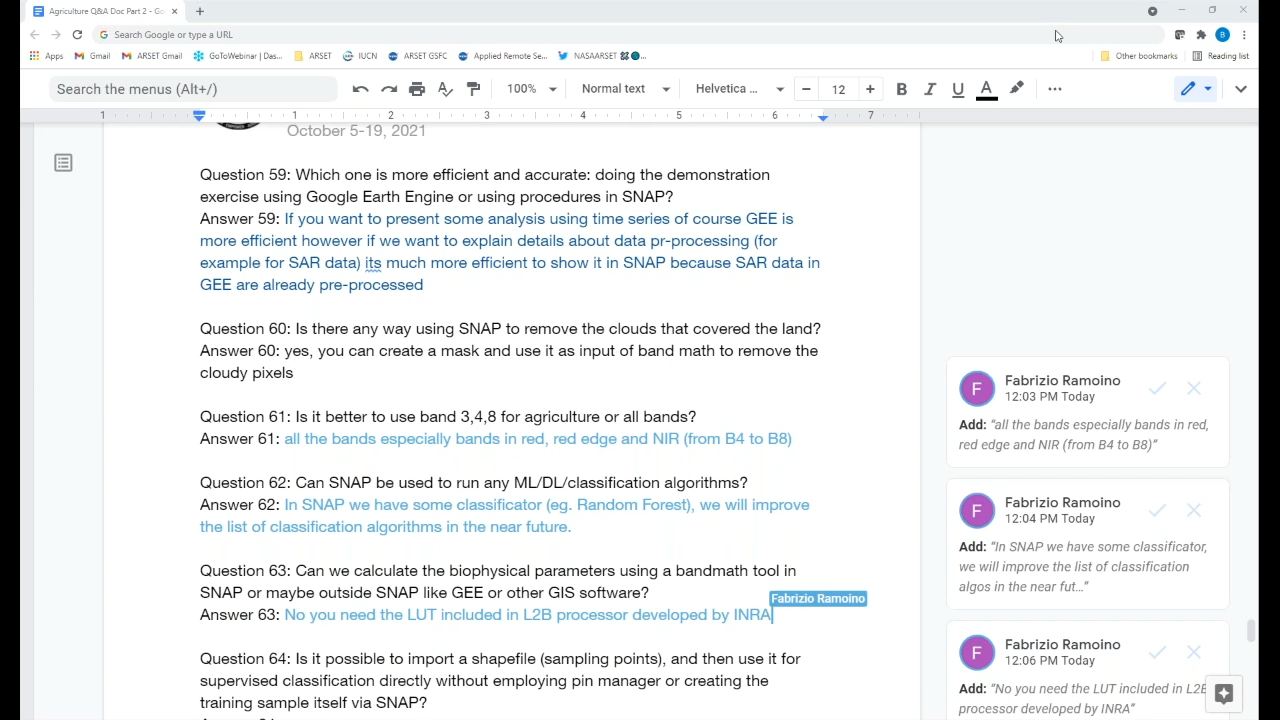 Agriculture Q&A Doc Part 2 - Go
Search Google or type a URL
B
Apps
Gmail
ARSET Gmail
GoToWebinar | Das...
ARSET
IUCN
ARSET GSFC
Applied Remote Se...
NASAARSET
Other bookmarks
Reading list
Search the menus (Alt+/)
100%
Normal text
Helvetica ...
12
B I U A
1 1 2 3 4 5 6 7
October 5-19, 2021
Question 59: Which one is more efficient and accurate: doing the demonstration
exercise using Google Earth Engine or using procedures in SNAP?
Answer 59: If you want to present some analysis using time series of course GEE is
more efficient however if we want to explain details about data pr-processing (for
example for SAR data) its much more efficient to show it in SNAP because SAR data in
GEE are already pre-processed
Question 60: Is there any way using SNAP to remove the clouds that covered the land?
Answer 60: yes, you can create a mask and use it as input of band math to remove the
cloudy pixels
Question 61: Is it better to use band 3,4,8 for agriculture or all bands?
Answer 61: all the bands especially bands in red, red edge and NIR (from B4 to B8)
Question 62: Can SNAP be used to run any ML/DL/classification algorithms?
Answer 62: In SNAP we have some classificator (eg. Random Forest), we will improve
the list of classification algorithms in the near future.
Question 63: Can we calculate the biophysical parameters using a bandmath tool in
SNAP or maybe outside SNAP like GEE or other GIS software?
Fabrizio Ramoino
Answer 63: No you need the LUT included in L2B processor developed by INRA
Question 64: Is it possible to import a shapefile (sampling points), and then use it for
supervised classification directly without employing pin manager or creating the
training sample itself via SNAP?
F
Fabrizio Ramoino
12:03 PM Today
Add: "all the bands especially bands in red,
red edge and NIR (from B4 to B8)"
F
Fabrizio Ramoino
12:04 PM Today
Add: "In SNAP we have some classificator,
we will improve the list of classification
algos in the near fut..."
F
Fabrizio Ramoino
12:06 PM Today
Add: "No you need the LUT included in L2B
processor developed by INRA"